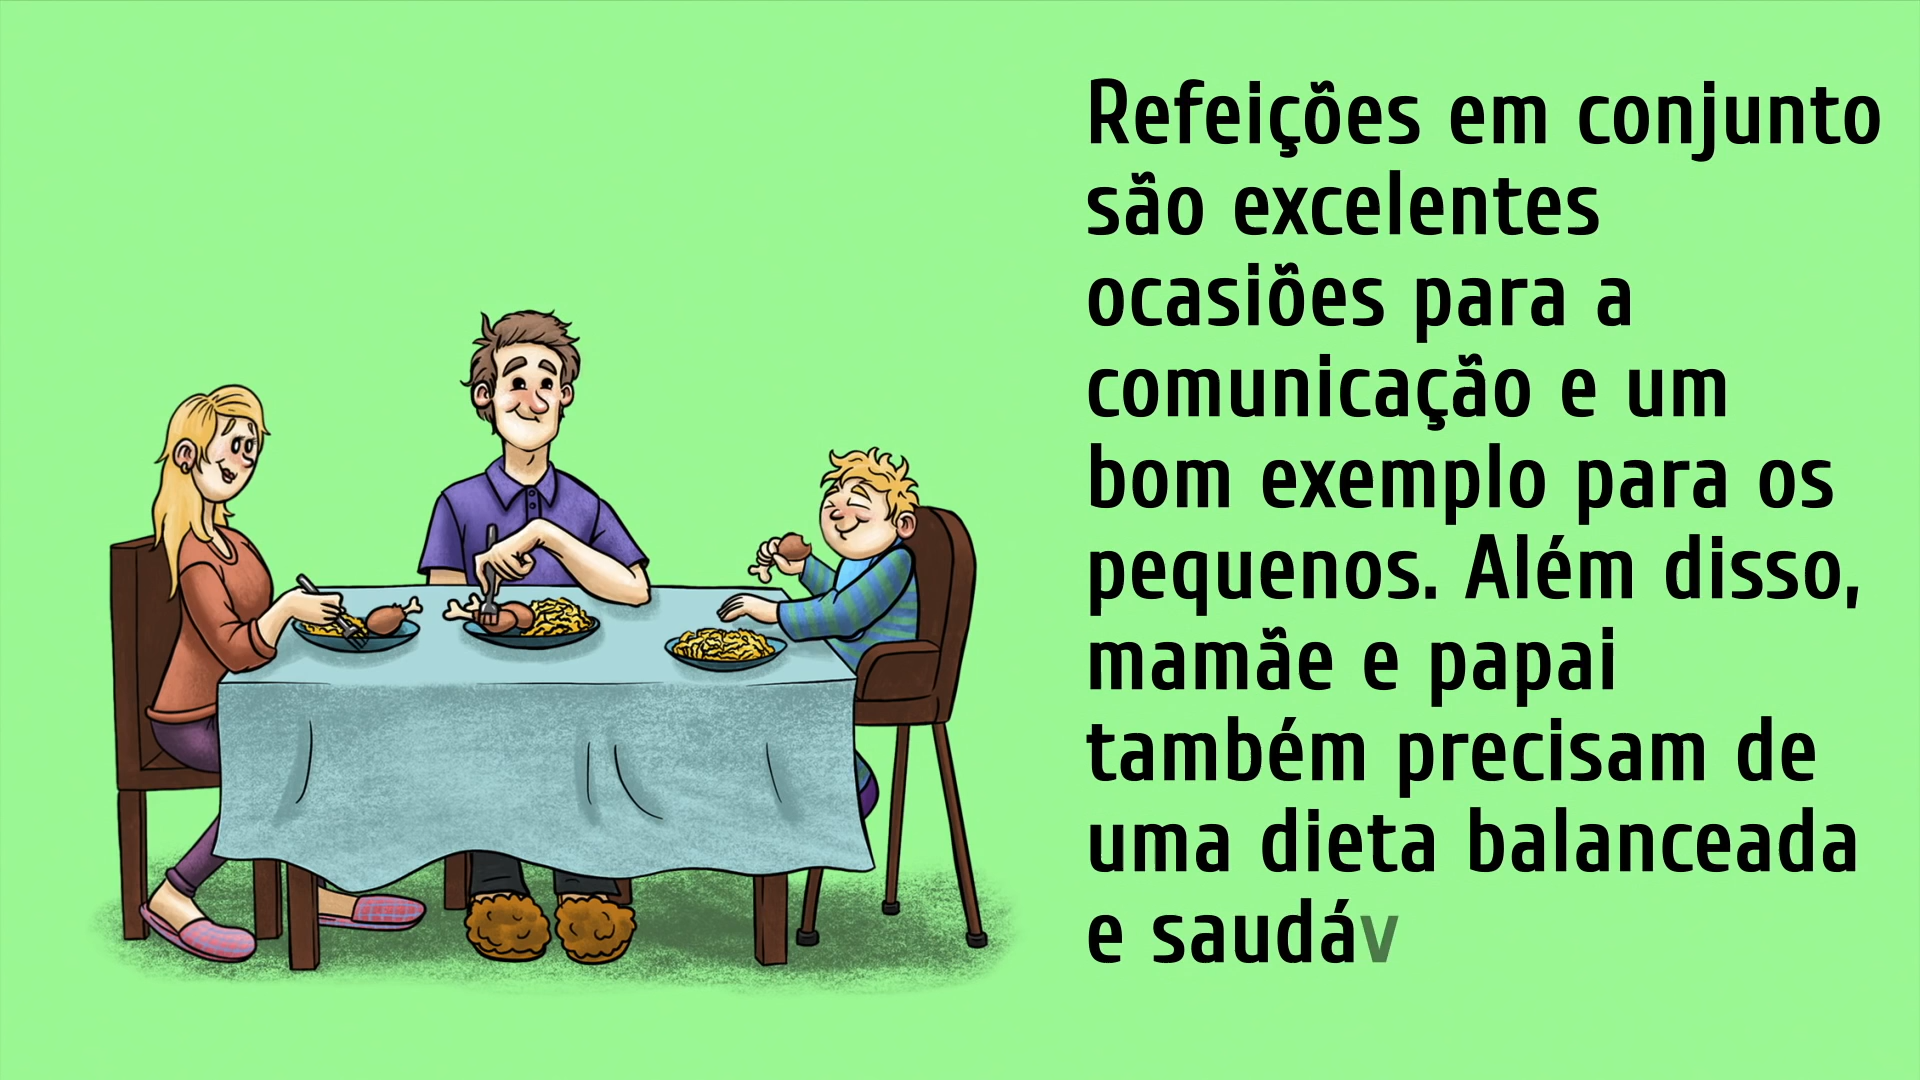 Refeições em conjunto
são excelentes
ocasiões para a
comunicação e um
bom exemplo para os
pequenos. Além disso,
mamãe e papai
também precisam de
uma dieta balanceada
e saudáv